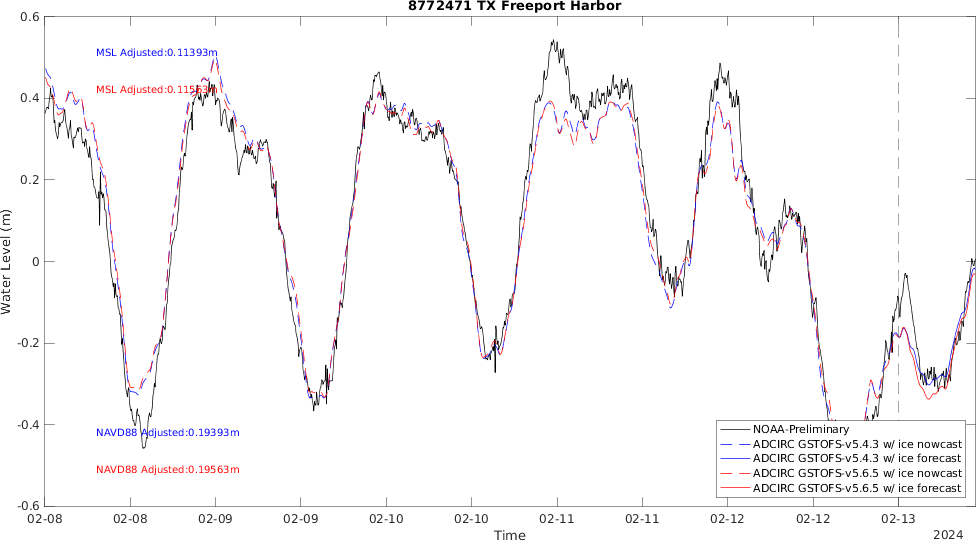 8772471 TX Freeport Harbor
0.6
0.4
0.2
0
-0.2
-0.4
-0.6
Water Level (m)
MSL Adjusted:0.11393m
MSL Adjusted:0.11563m
NAVD88 Adjusted:0.19393m
NAVD88 Adjusted:0.19563m
NOAA-Preliminary
ADCIRC GSTOFS-v5.4.3 w/ ice nowcast
ADCIRC GSTOFS-v5.4.3 w/ ice forecast
ADCIRC GSTOFS-v5.6.5 w/ ice nowcast
ADCIRC GSTOFS-v5.6.5 w/ ice forecast
02-08 02-08 02-09 02-09 02-10 02-10 02-11 02-11 02-12 02-12 02-13
Time
2024